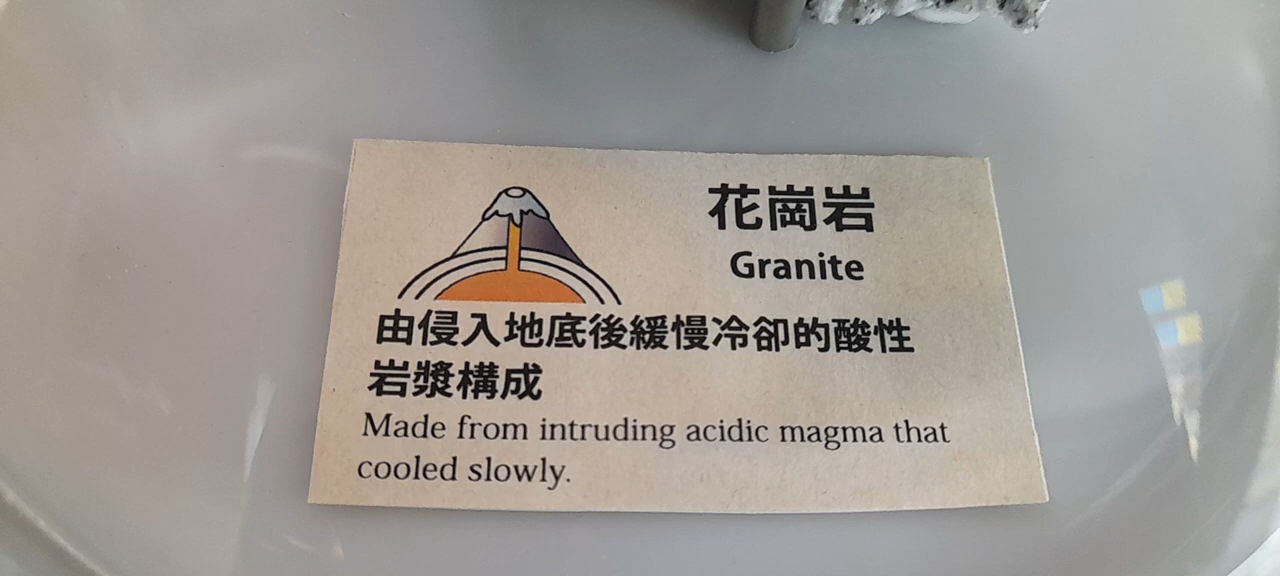 花崗岩
Granite
由侵入地底後緩慢冷卻的酸性
岩漿構成
Made from intruding acidic magma that
cooled slowly.